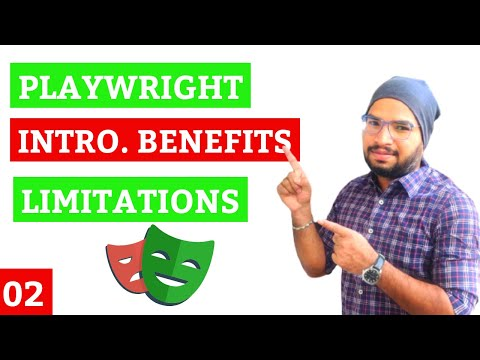 PLAYWRIGHT
INTRO. BENEFITS
LIMITATIONS
02